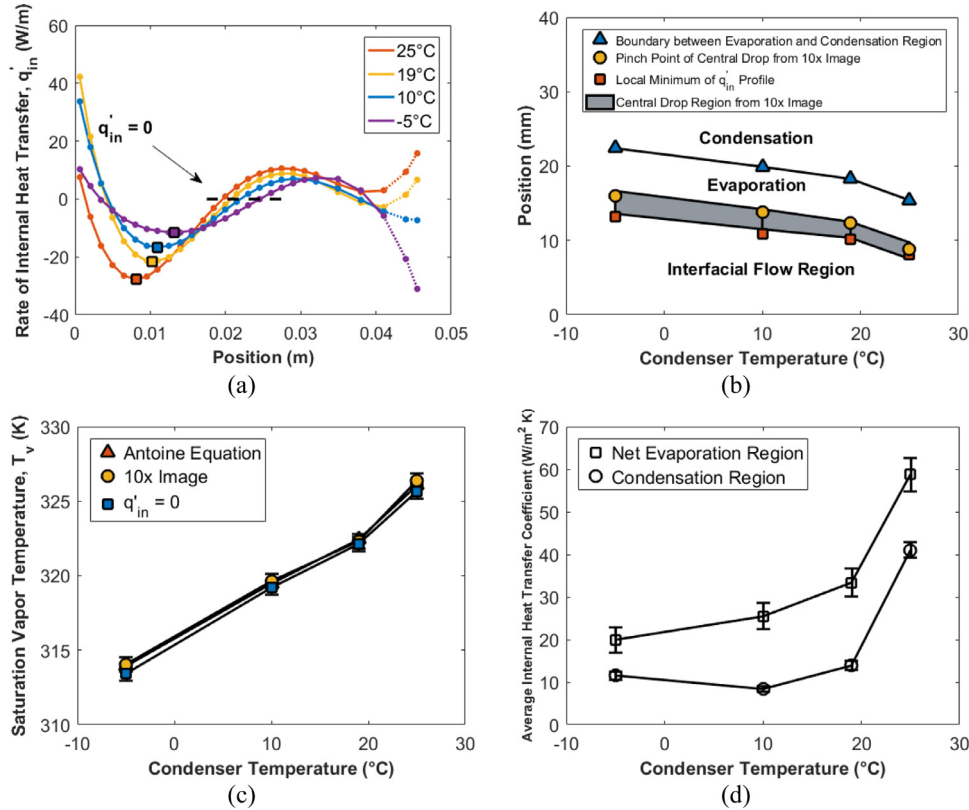 60
40
20
0
-20
-40
Rate of Internal Heat Transfer, q'in (W/m)
25°C
19°C
10°C
-5°C
q'in = 0
0 0.01 0.02 0.03 0.04 0.05
Position (m)
(a)
40
30
20
10
0
Position (mm)
Boundary between Evaporation and Condensation Region
Pinch Point of Central Drop from 10x Image
Local Minimum of q'in Profile
Central Drop Region from 10x Image
Condensation
Evaporation
Interfacial Flow Region
-10 0 10 20 30
Condenser Temperature (°C)
(b)
330
325
320
315
310
Saturation Vapor Temperature, Tv (K)
Antoine Equation
10x Image
q'in = 0
-10 0 10 20 30
Condenser Temperature (°C)
(c)
70
60
50
40
30
20
10
0
Average Internal Heat Transfer Coefficient (W/m² K)
Net Evaporation Region
Condensation Region
-10 0 10 20 30
Condenser Temperature (°C)
(d)